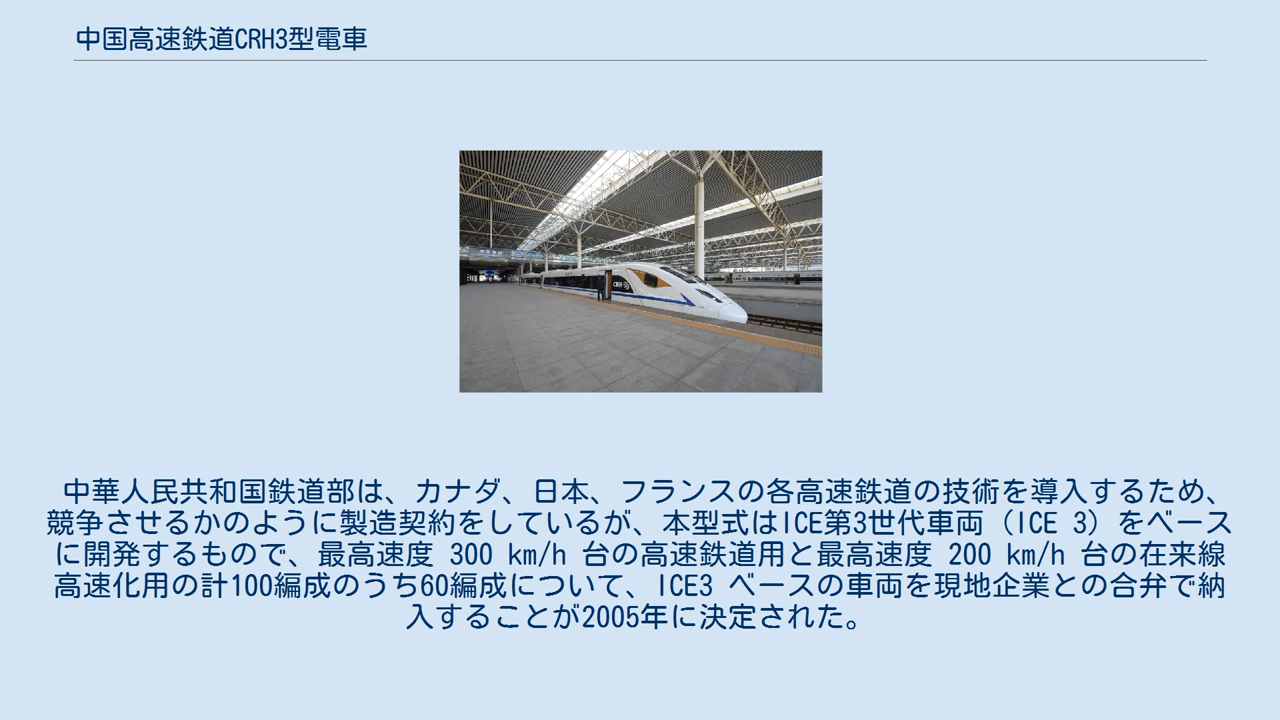 中国高速鉄道CRH3型電車
CRH
中華人民共和国鉄道部は、カナダ、日本、フランスの各高速鉄道の技術を導入するため、
競争させるかのように製造契約をしているが、本型式はICE第3世代車両（ICE 3）をベース
に開発するもので、最高速度 300 km/h 台の高速鉄道用と最高速度 200 km/h 台の在来線
高速化用の計100編成のうち60編成について、ICE3 ベースの車両を現地企業との合弁で納
入することが2005年に決定された。